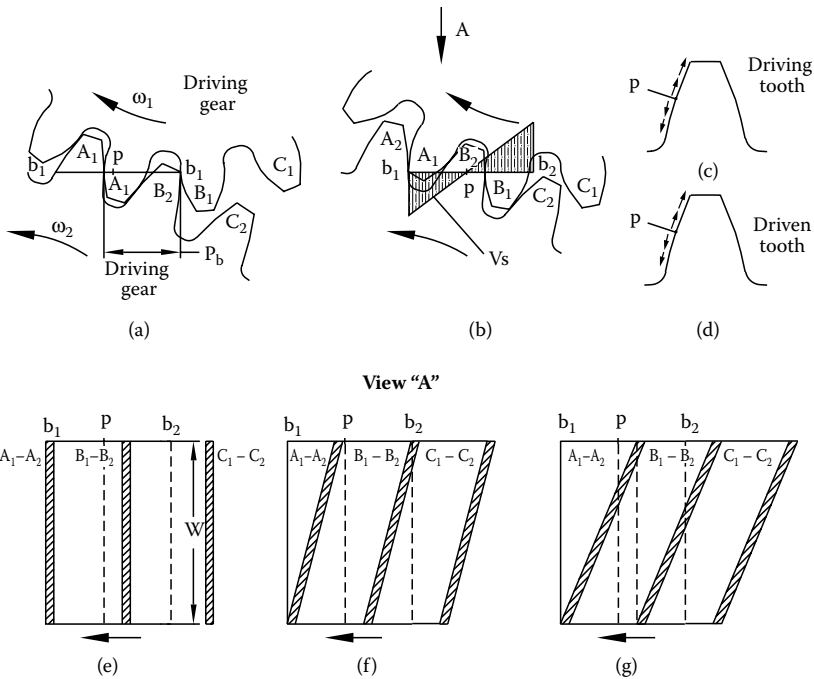 A
ω₁
Driving
gear
b₁
A₁
p
A₁
B₂
b₁
B₁
C₁
C₂
ω₂
P_b
Driving
gear
(a)
A₂
A₁
B₂
b₁
b₂
p
B₁
C₂
C₁
Vs
(b)
p
Driving
tooth
(c)
p
Driven
tooth
(d)
View “A”
b₁ p b₂
A₁–A₂ B₁–B₂ C₁ – C₂
W
(e)
b₁ p b₂
A₁–A₂ B₁ – B₂ C₁ – C₂
(f)
b₁ p b₂
A₁–A₂ B₁ – B₂ C₁ – C₂
(g)